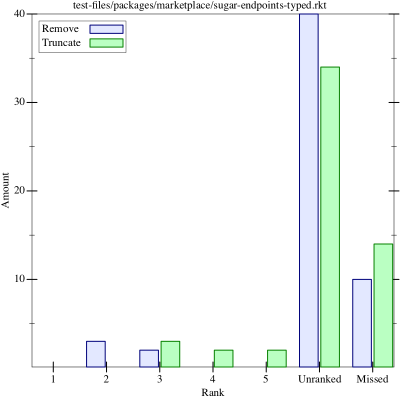 test-files/packages/marketplace/sugar-endpoints-typed.rkt
Remove
Truncate
40
30
20
10
Amount
1 2 3 4 5 Unranked Missed
Rank